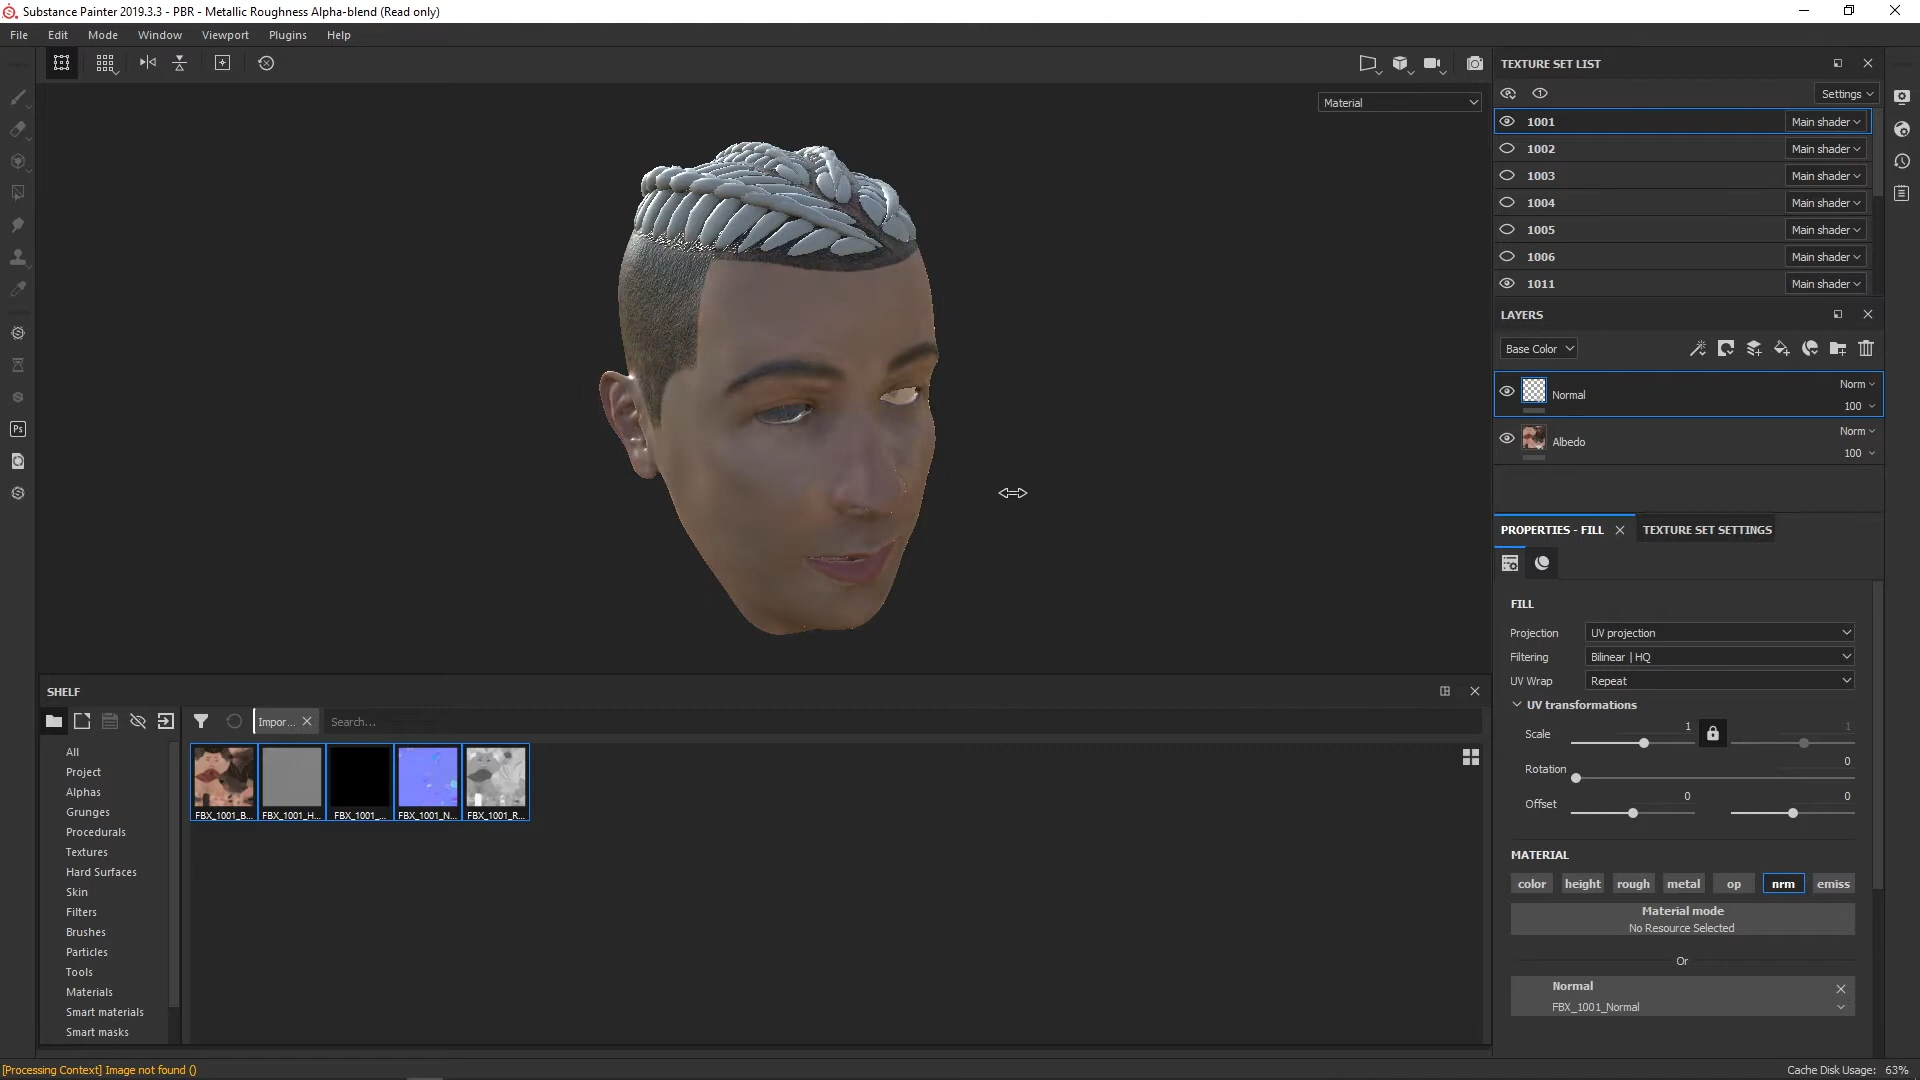 Substance Painter 2019.3.3 - PBR - Metallic Roughness Alpha-blend (Read only)
File Edit Mode Window Viewport Plugins Help
Material
TEXTURE SET LIST
Settings
1001 Main shader
1002 Main shader
1003 Main shader
1004 Main shader
1005 Main shader
1006 Main shader
1011 Main shader
LAYERS
Base Color
Normal Norm 100
Albedo Norm 100
PROPERTIES - FILL TEXTURE SET SETTINGS
FILL
Projection UV projection
Filtering Bilinear | HQ
UV Wrap Repeat
UV transformations
Scale 1 1
Rotation 0
Offset 0 0
MATERIAL
color height rough metal op nrm emiss
Material mode
No Resource Selected
Or
Normal
FBX_1001_Normal
SHELF
Impor... Search...
All
Project
Alphas
Grunges
Procedurals
Textures
Hard Surfaces
Skin
Filters
Brushes
Particles
Tools
Materials
Smart materials
Smart masks
FBX_1001_B... FBX_1001_H... FBX_1001_... FBX_1001_N... FBX_1001_R...
Ps
[Processing Context] Image not found ()
Cache Disk Usage: 63%